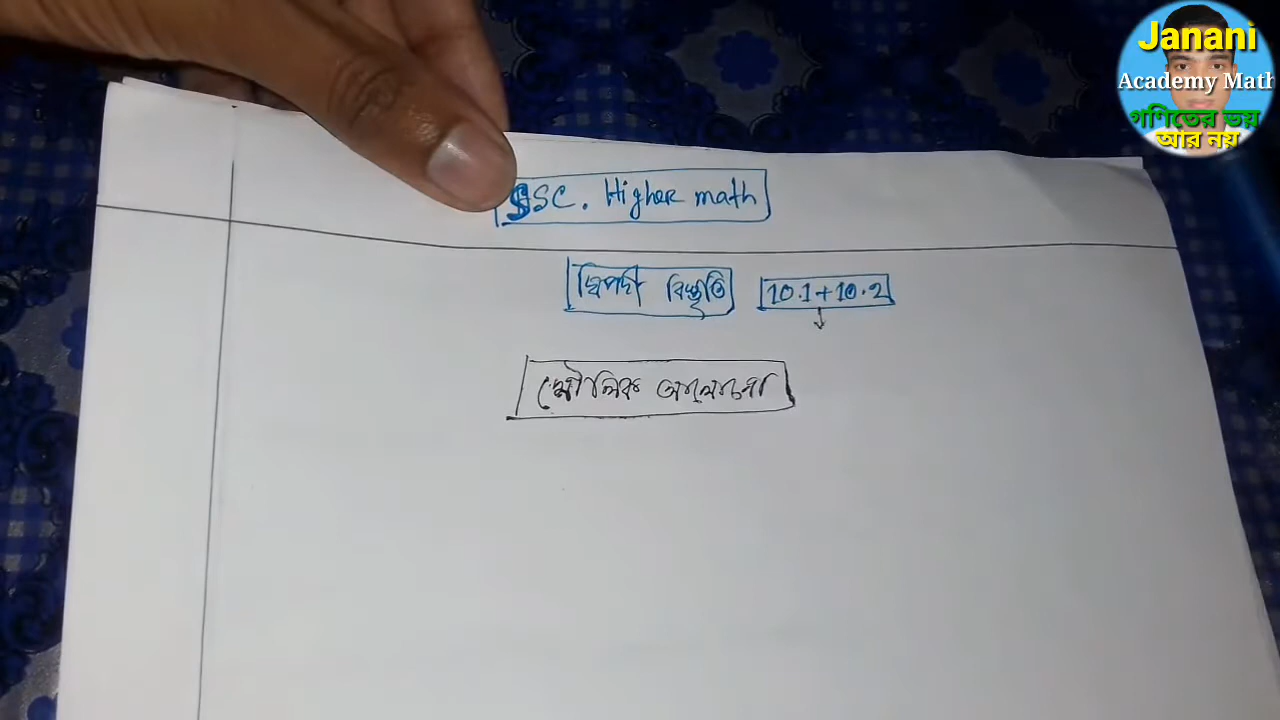 Janani
Academy Math
গণিতের ভয়
আর নয়
SSC. Higher math
দ্বিপদী বিস্তৃতি 10.1+10.2
মৌলিক আলোচনা